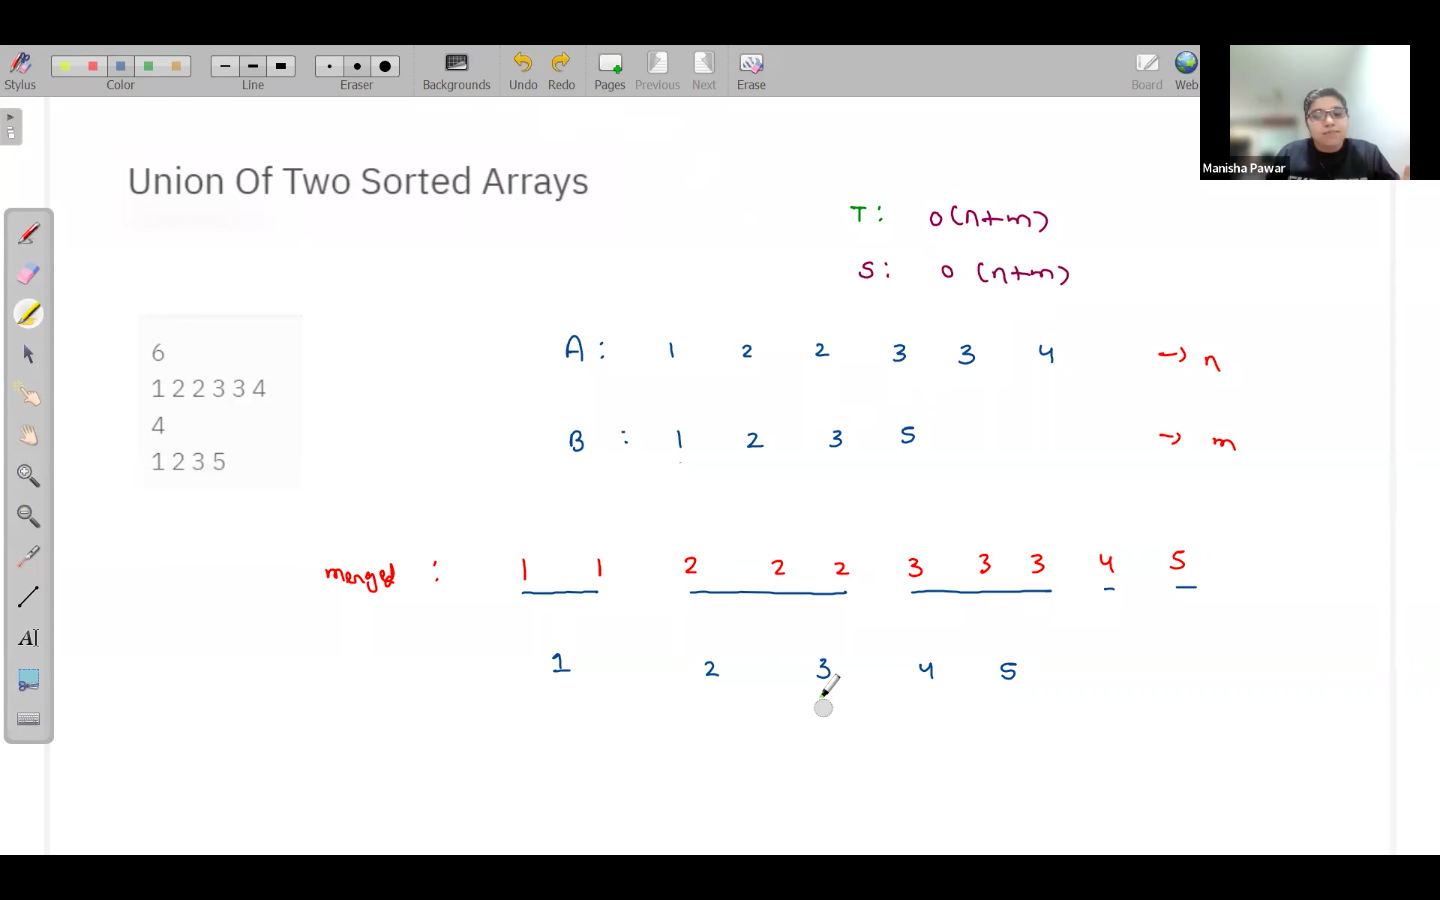 Stylus Color Line Eraser Backgrounds Undo Redo Pages Previous Next Erase Board Web
Manisha Pawar
Union Of Two Sorted Arrays
T: O(n+m)
S: O(n+m)
6
1 2 2 3 3 4
4
1 2 3 5
A: 1 2 2 3 3 4 -> n
B : 1 2 3 5 -> m
merged : 1 1 2 2 2 3 3 3 4 5
1 2 3 4 5
AI